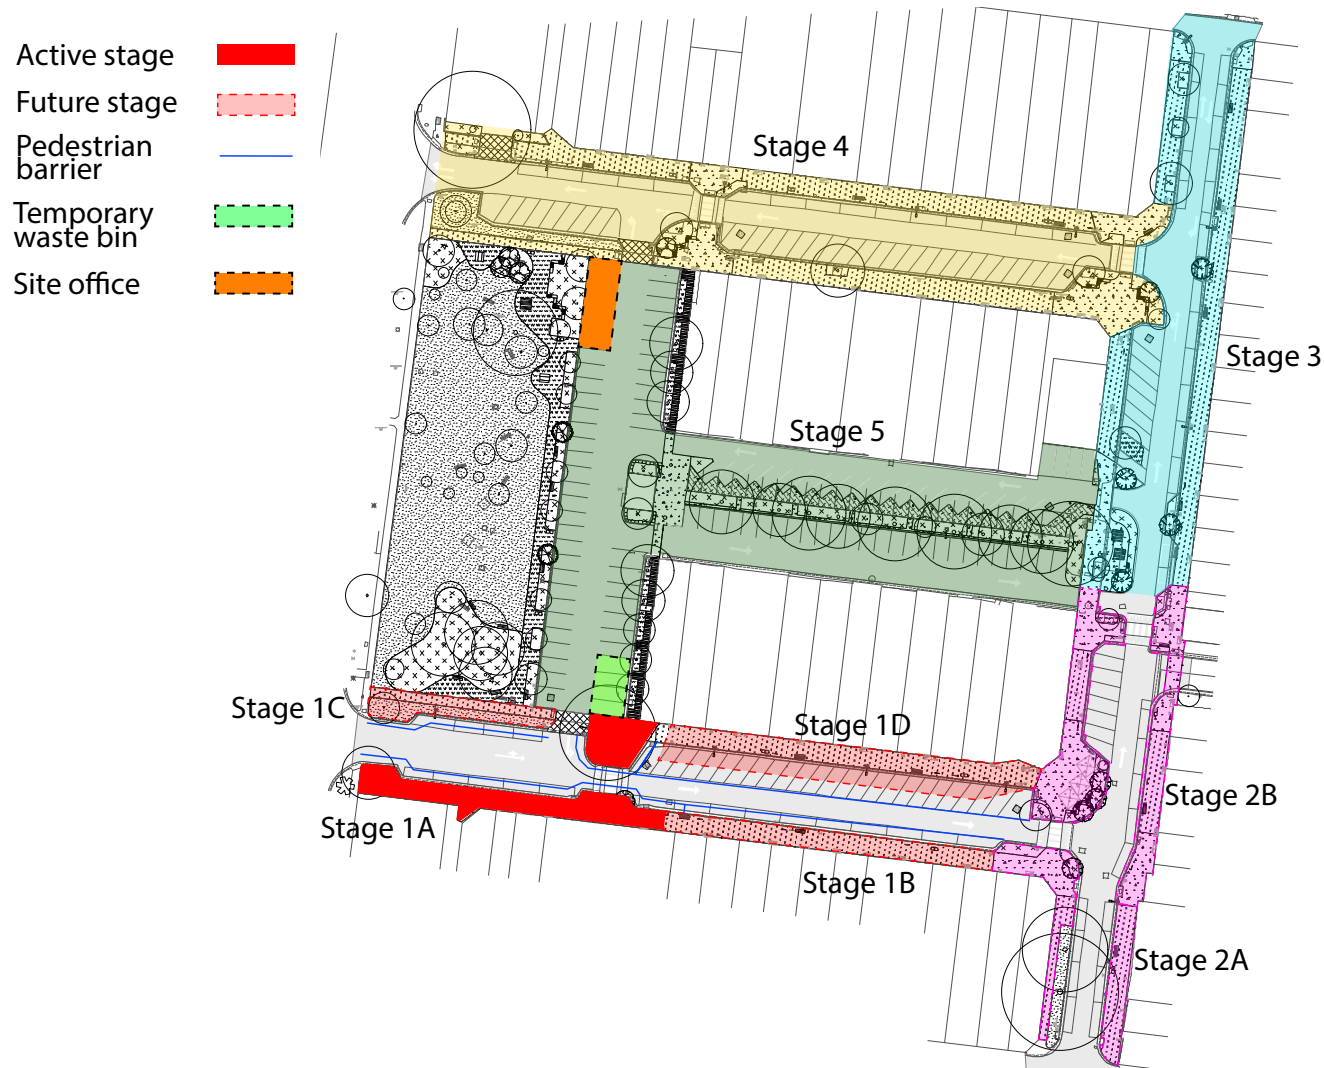 Active stage
Future stage
Pedestrian
barrier
Temporary
waste bin
Site office
Stage 4
Stage 3
Stage 5
Stage 1C
Stage 1D
Stage 2B
Stage 1A
Stage 1B
Stage 2A